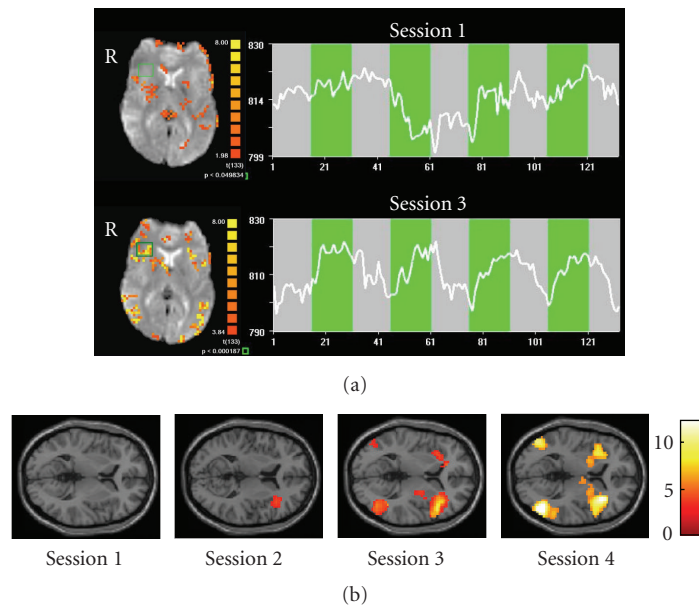 Session 1
R
8.00
1.98
t(133)
p < 0.049834
830
814
799
1 21 41 61 81 101 121
Session 3
R
8.00
3.84
t(133)
p < 0.000187
830
810
790
1 21 41 61 81 101 121
(a)
10
5
0
Session 1 Session 2 Session 3 Session 4
(b)